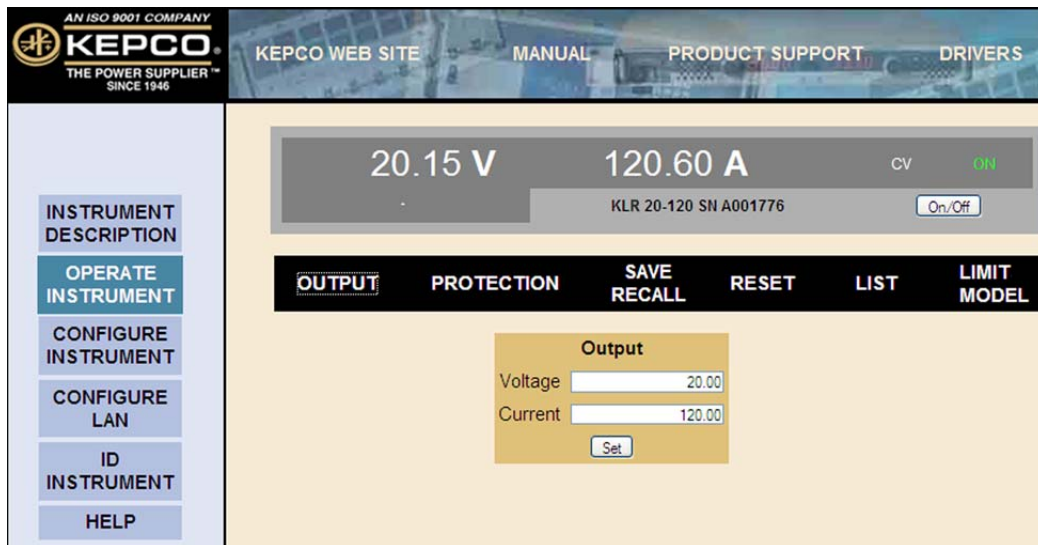 AN ISO 9001 COMPANY
KEPCO®
THE POWER SUPPLIER™
SINCE 1946
KEPCO WEB SITE
MANUAL
PRODUCT SUPPORT
DRIVERS
INSTRUMENT
DESCRIPTION
OPERATE
INSTRUMENT
CONFIGURE
INSTRUMENT
CONFIGURE
LAN
ID
INSTRUMENT
HELP
20.15 V
120.60 A
CV
ON
KLR 20-120 SN A001776
On/Off
OUTPUT
PROTECTION
SAVE
RECALL
RESET
LIST
LIMIT
MODEL
Output
Voltage 20.00
Current 120.00
Set